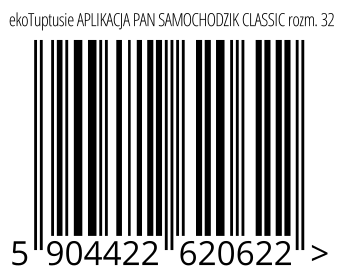 ekoTuptusie APLIKACJA PAN SAMOCHODZIK CLASSIC rozm. 32
5 904422 620622 >